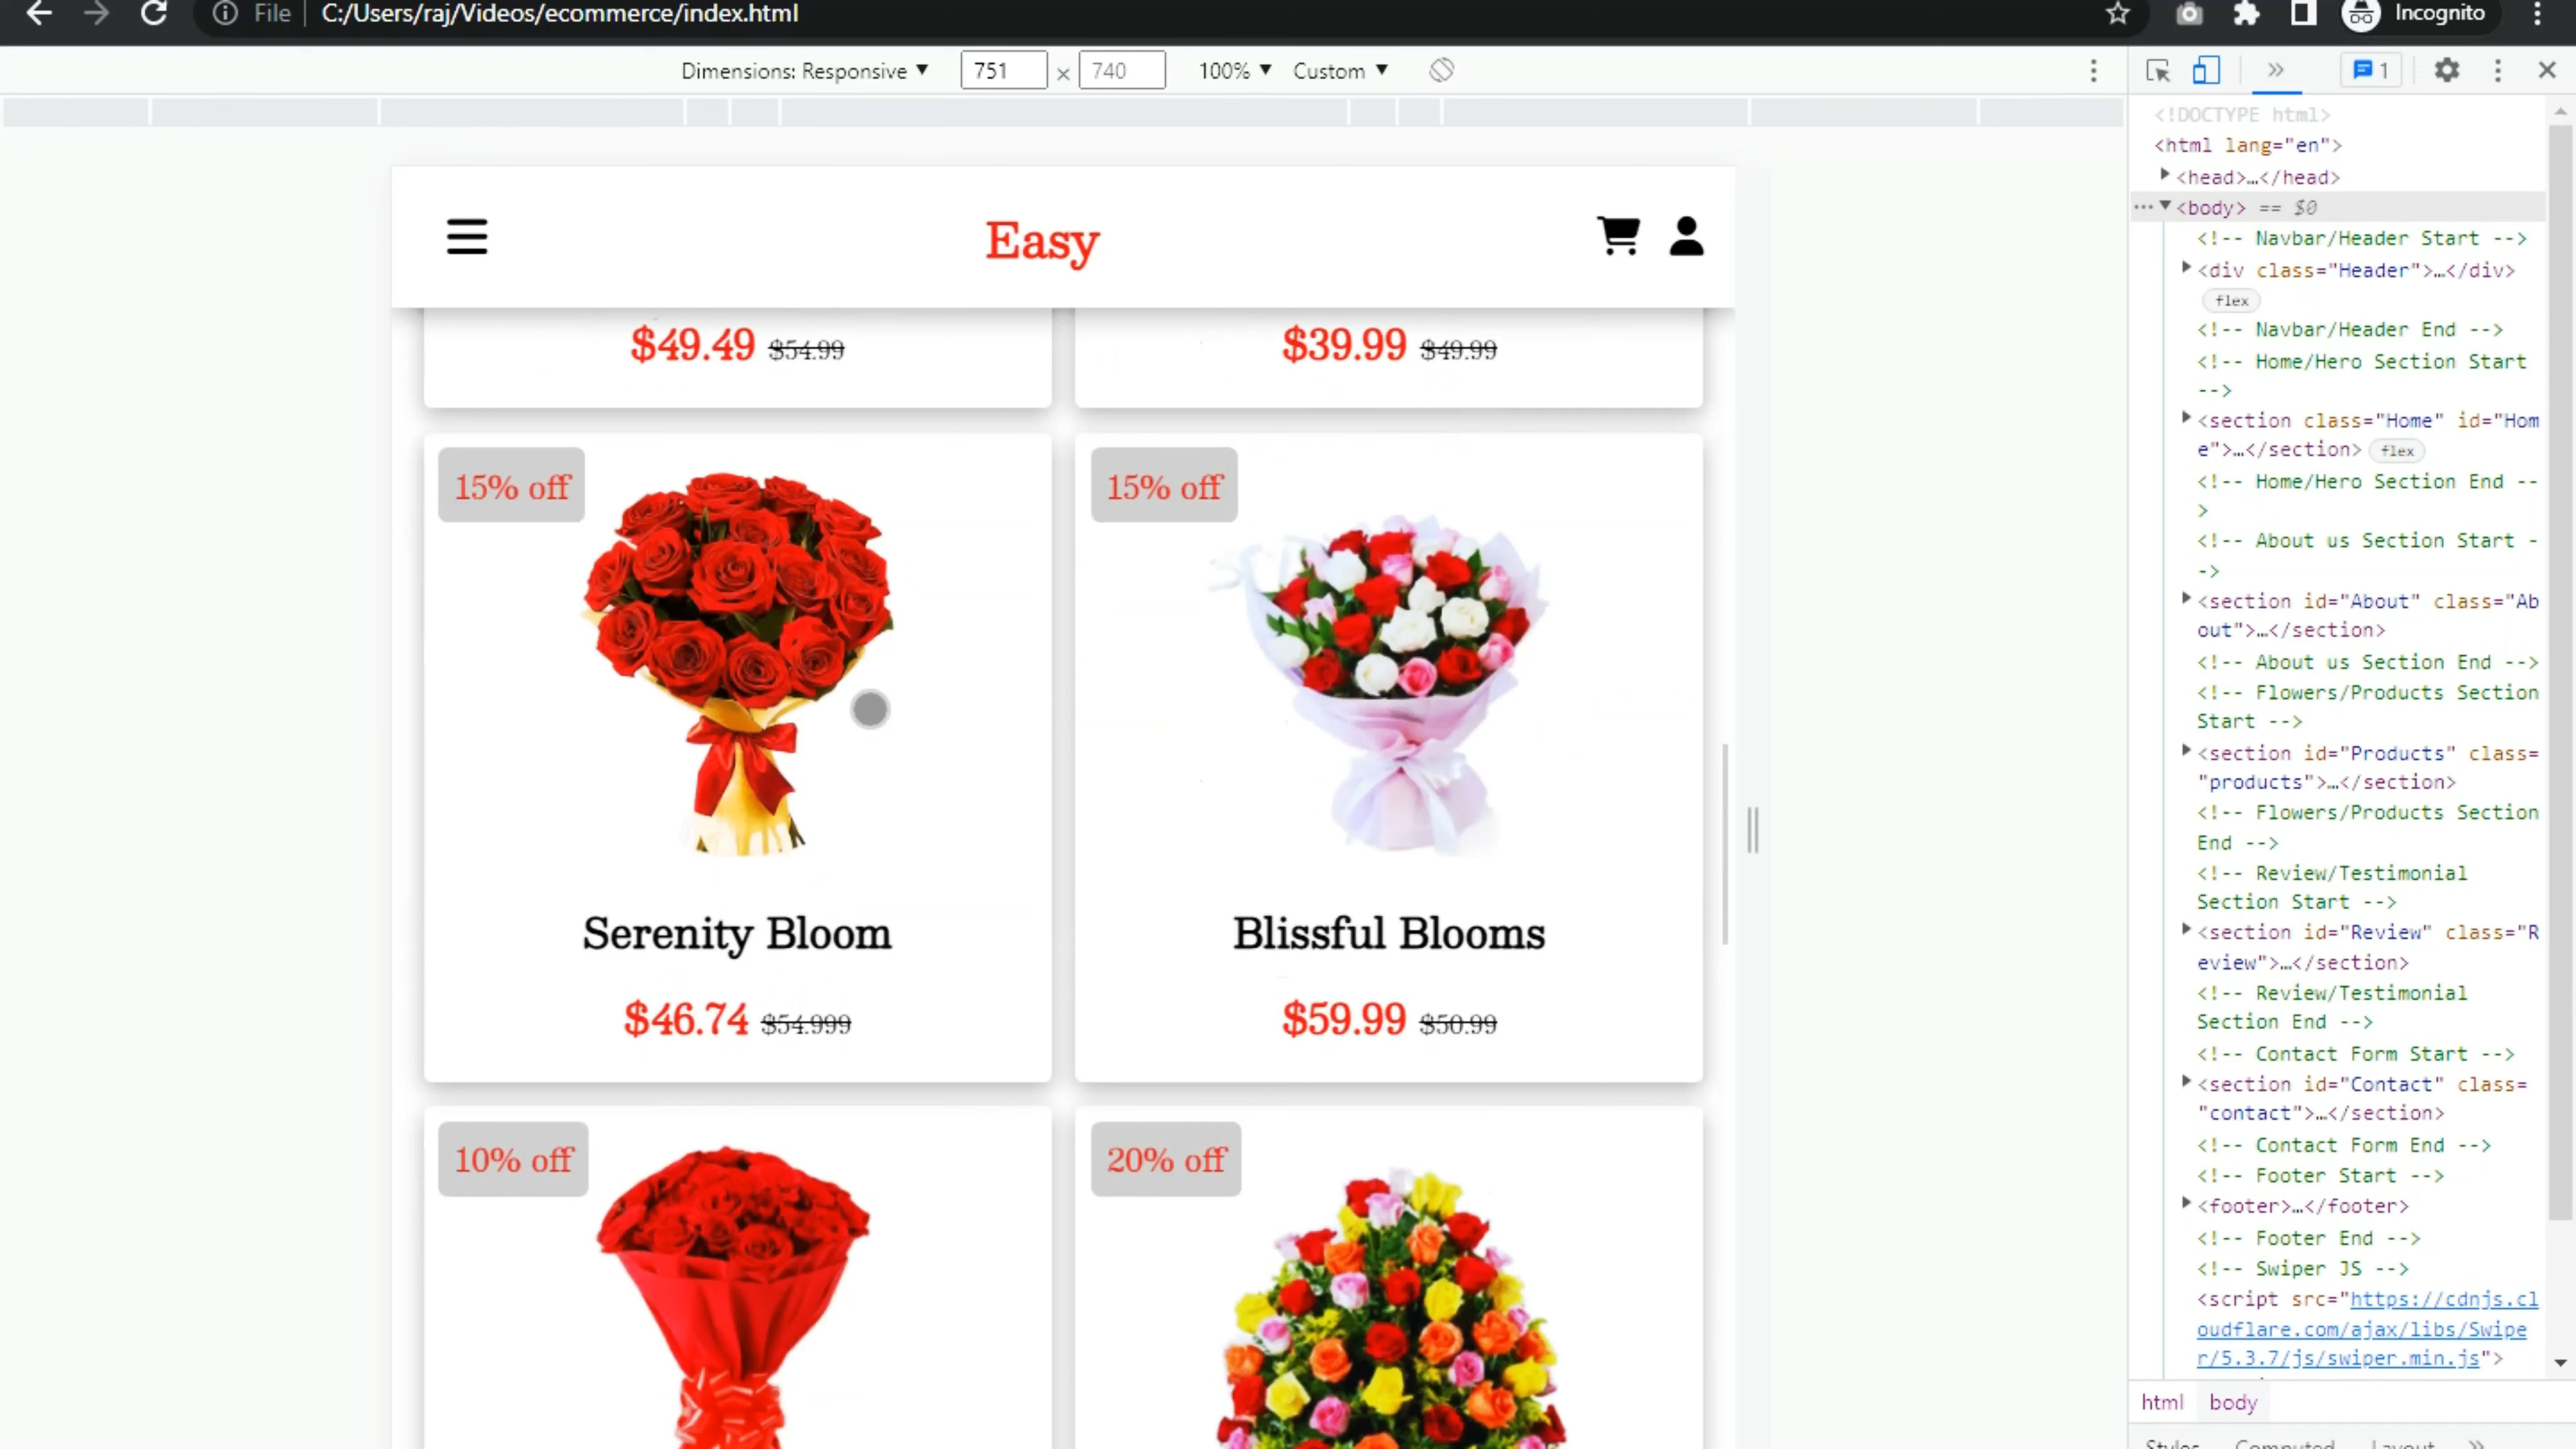 File C:/Users/raj/Videos/ecommerce/index.html Incognito
Dimensions: Responsive 751 × 740 100% Custom
1
Easy
$49.49 $54.99
$39.99 $49.99
15% off
15% off
Serenity Bloom
Blissful Blooms
$46.74 $54.999
$59.99 $50.99
10% off
20% off
<!DOCTYPE html>
<html lang="en">
<head>…</head>
<body> == $0
<!-- Navbar/Header Start -->
<div class="Header">…</div>
flex
<!-- Navbar/Header End -->
<!-- Home/Hero Section Start
-->
<section class="Home" id="Hom
e">…</section> flex
<!-- Home/Hero Section End --
>
<!-- About us Section Start -
->
<section id="About" class="Ab
out">…</section>
<!-- About us Section End -->
<!-- Flowers/Products Section
Start -->
<section id="Products" class=
"products">…</section>
<!-- Flowers/Products Section
End -->
<!-- Review/Testimonial
Section Start -->
<section id="Review" class="R
eview">…</section>
<!-- Review/Testimonial
Section End -->
<!-- Contact Form Start -->
<section id="Contact" class=
"contact">…</section>
<!-- Contact Form End -->
<!-- Footer Start -->
<footer>…</footer>
<!-- Footer End -->
<!-- Swiper JS -->
<script src="https://cdnjs.cl
oudflare.com/ajax/libs/Swipe
r/5.3.7/js/swiper.min.js">
html body
Styles Computed Layout